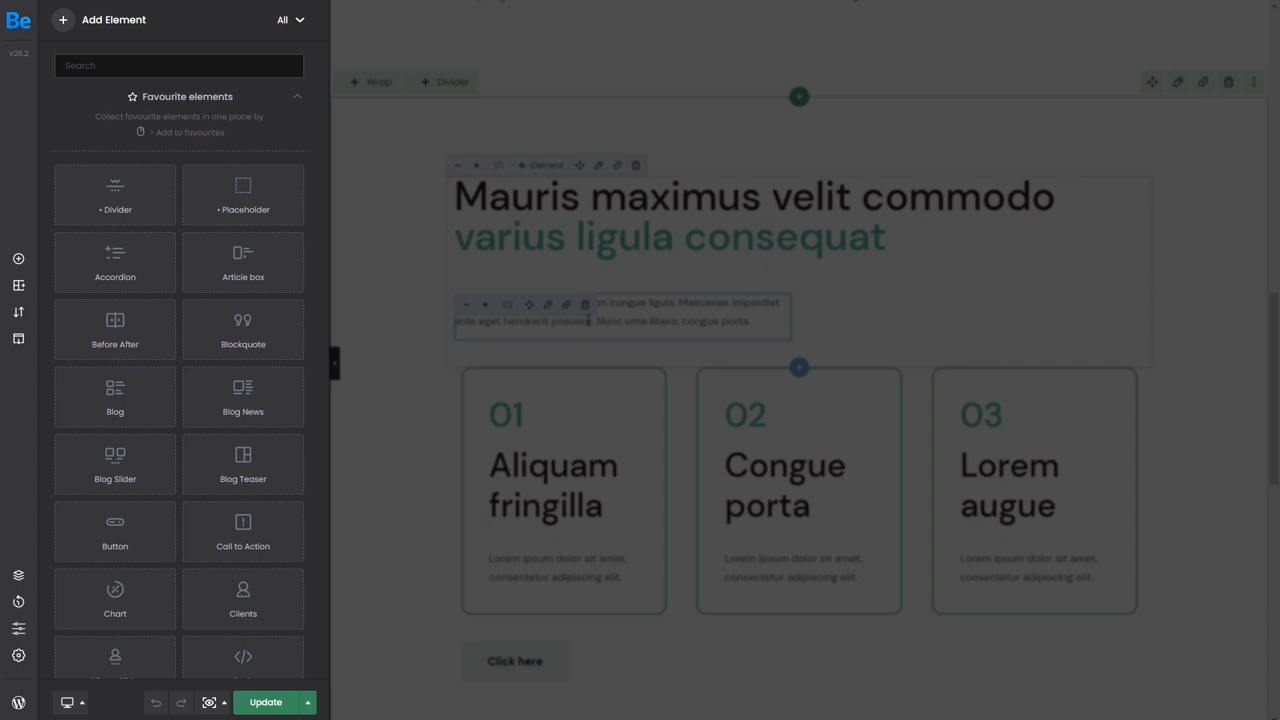 Be
V26.2
Add Element
All
Search
Favourite elements
Collect favourite elements in one place by
> Add to favourites
• Divider
• Placeholder
Accordion
Article box
Before After
Blockquote
Blog
Blog News
Blog Slider
Blog Teaser
Button
Call to Action
Chart
Clients
Update
+ Wrap
+ Divider
1/1
+ Element
Mauris maximus velit commodo
varius ligula consequat
1/2
congue ligula. Maecenas imperdiet
ante eget hendrerit posuere. Nunc urna libero, congue porta.
01
Aliquam
fringilla
Lorem ipsum dolor sit amet,
consectetur adipiscing elit.
02
Congue
porta
Lorem ipsum dolor sit amet,
consectetur adipiscing elit.
03
Lorem
augue
Lorem ipsum dolor sit amet,
consectetur adipiscing elit.
Click here